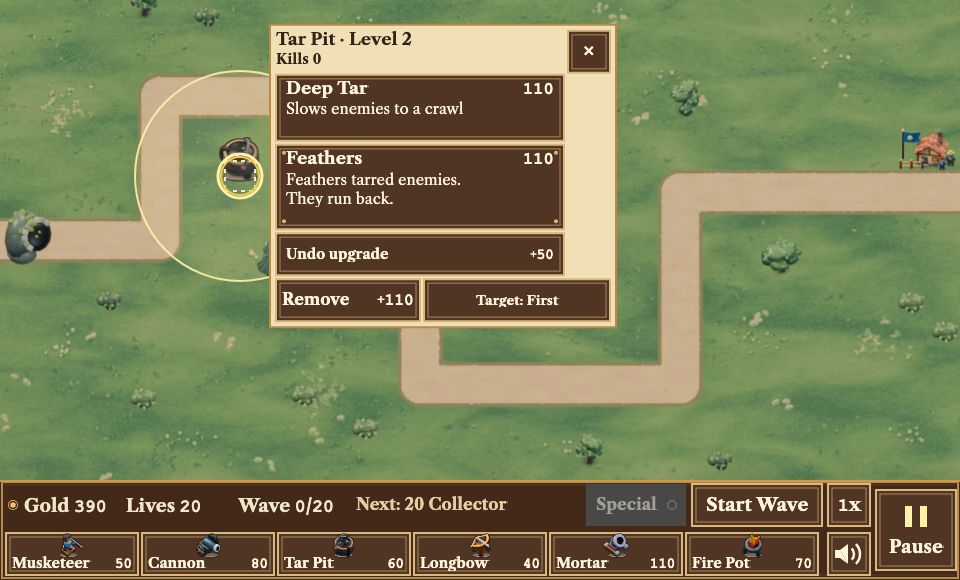 Tar Pit · Level 2
Kills 0
×
Deep Tar 110
Slows enemies to a crawl
Feathers 110
Feathers tarred enemies.
They run back.
Undo upgrade +50
Remove +110
Target: First
Gold 390 Lives 20 Wave 0/20 Next: 20 Collector Special Start Wave 1x
Pause
Musketeer 50
Cannon 80
Tar Pit 60
Longbow 40
Mortar 110
Fire Pot 70